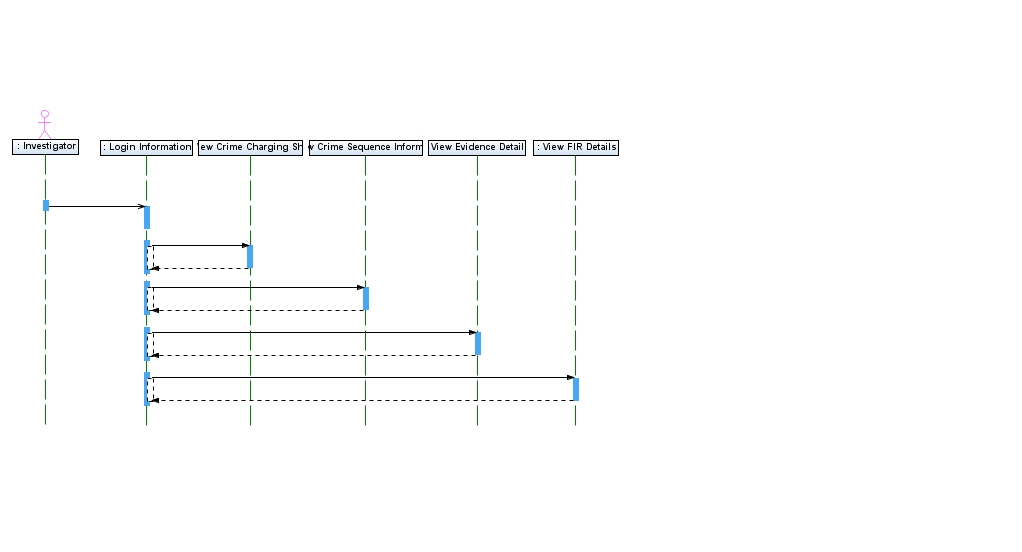 : Investigator
: Login Information
ew Crime Charging Sh
w Crime Sequence Inform
View Evidence Detail
: View FIR Details